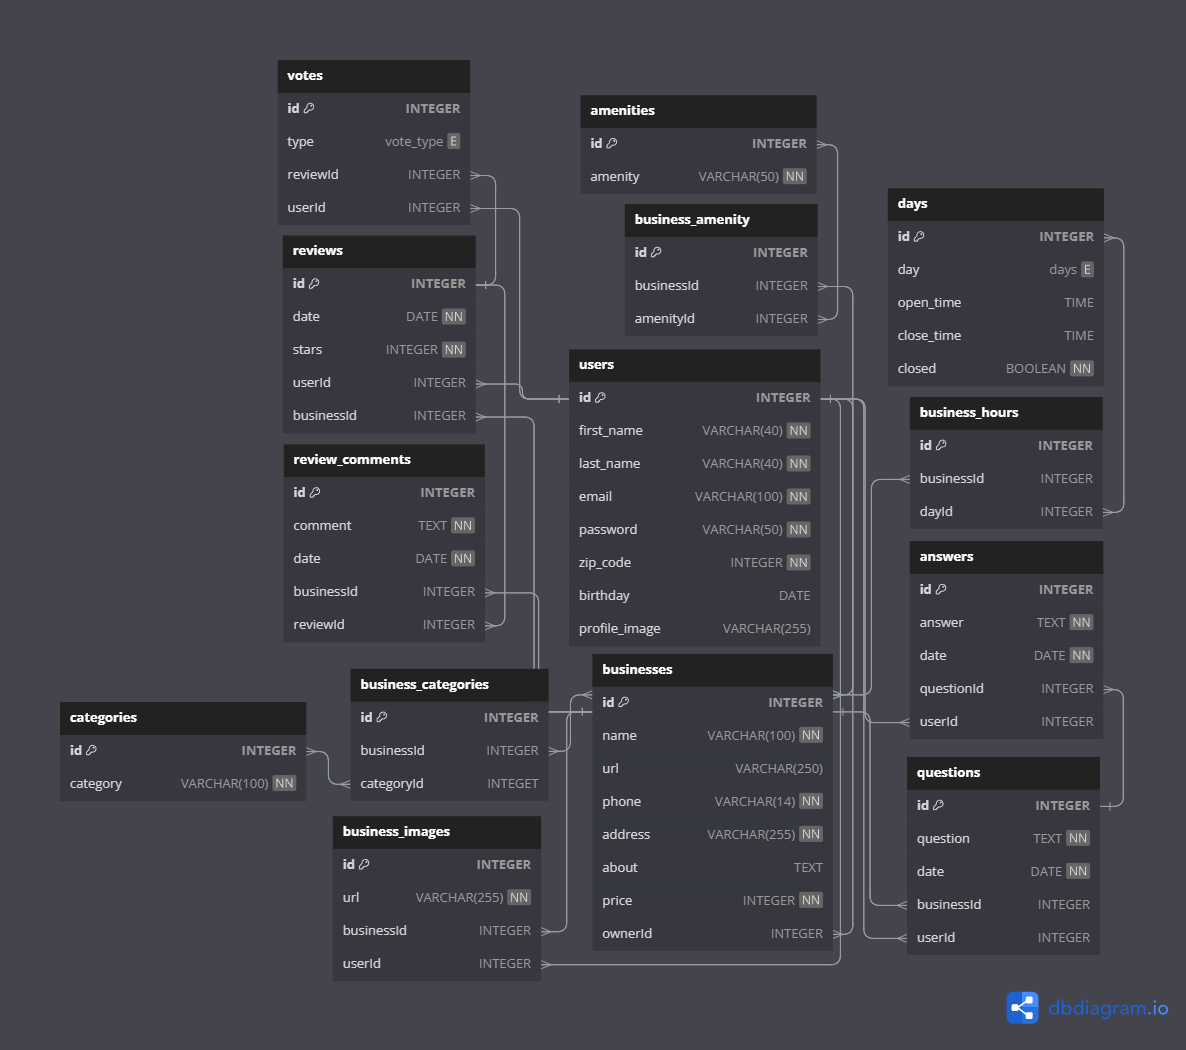 votes
id INTEGER
type vote_type E
reviewId INTEGER
userId INTEGER
reviews
id INTEGER
date DATE NN
stars INTEGER NN
userId INTEGER
businessId INTEGER
review_comments
id INTEGER
comment TEXT NN
date DATE NN
businessId INTEGER
reviewId INTEGER
categories
id INTEGER
category VARCHAR(100) NN
business_categories
id INTEGER
businessId INTEGER
categoryId INTEGET
business_images
id INTEGER
url VARCHAR(255) NN
businessId INTEGER
userId INTEGER
amenities
id INTEGER
amenity VARCHAR(50) NN
business_amenity
id INTEGER
businessId INTEGER
amenityId INTEGER
users
id INTEGER
first_name VARCHAR(40) NN
last_name VARCHAR(40) NN
email VARCHAR(100) NN
password VARCHAR(50) NN
zip_code INTEGER NN
birthday DATE
profile_image VARCHAR(255)
businesses
id INTEGER
name VARCHAR(100) NN
url VARCHAR(250)
phone VARCHAR(14) NN
address VARCHAR(255) NN
about TEXT
price INTEGER NN
ownerId INTEGER
days
id INTEGER
day days E
open_time TIME
close_time TIME
closed BOOLEAN NN
business_hours
id INTEGER
businessId INTEGER
dayId INTEGER
answers
id INTEGER
answer TEXT NN
date DATE NN
questionId INTEGER
userId INTEGER
questions
id INTEGER
question TEXT NN
date DATE NN
businessId INTEGER
userId INTEGER
dbdiagram.io